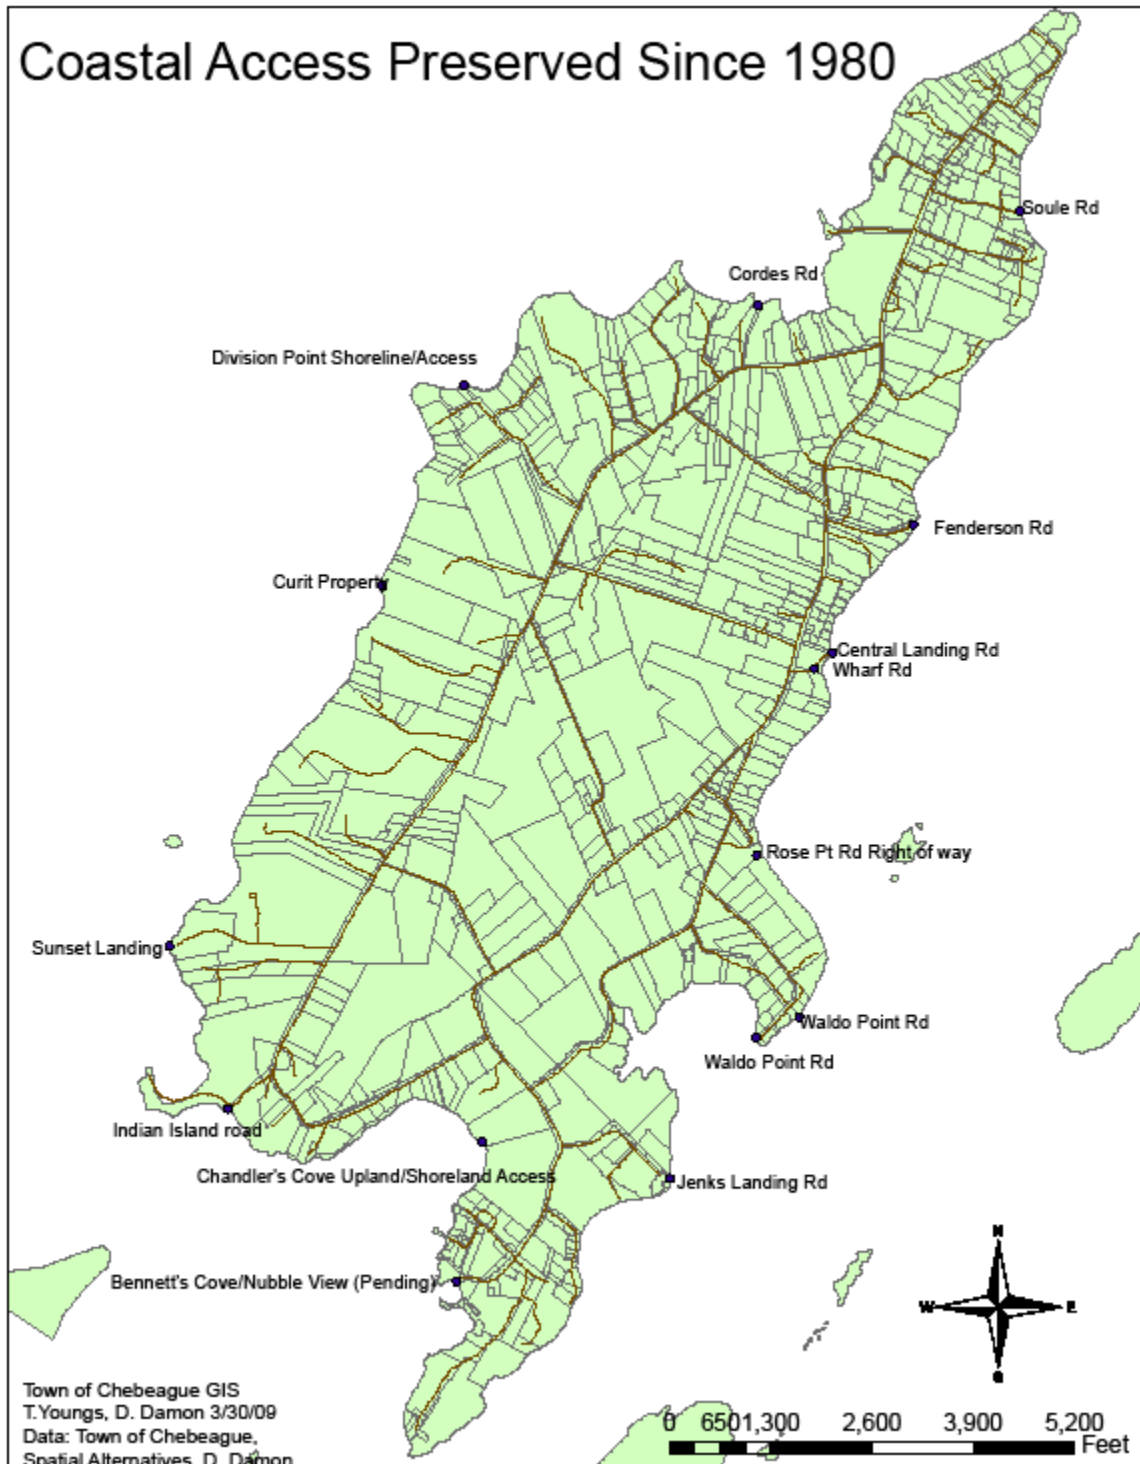 Coastal Access Preserved Since 1980
Soule Rd
Cordes Rd
Division Point Shoreline/Access
Fenderson Rd
Curit Property
Central Landing Rd
Wharf Rd
Rose Pt Rd Right of way
Sunset Landing
Waldo Point Rd
Waldo Point Rd
Indian Island road
Chandler's Cove Upland/Shoreland Access
Jenks Landing Rd
N
Bennett's Cove/Nubble View (Pending)
W E
S
Town of Chebeague GIS
T.Youngs, D. Damon 3/30/09
Data: Town of Chebeague,
Spatial Alternatives, D. Damon
0 650 1,300 2,600 3,900 5,200
Feet